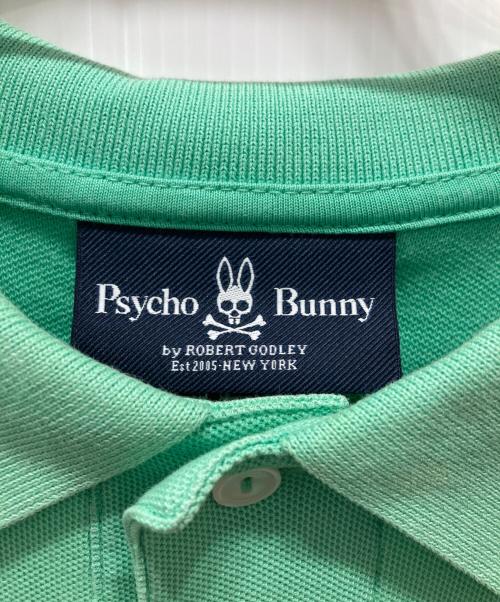 Psycho Bunny
by ROBERT GODLEY
Est 2005·NEW YORK